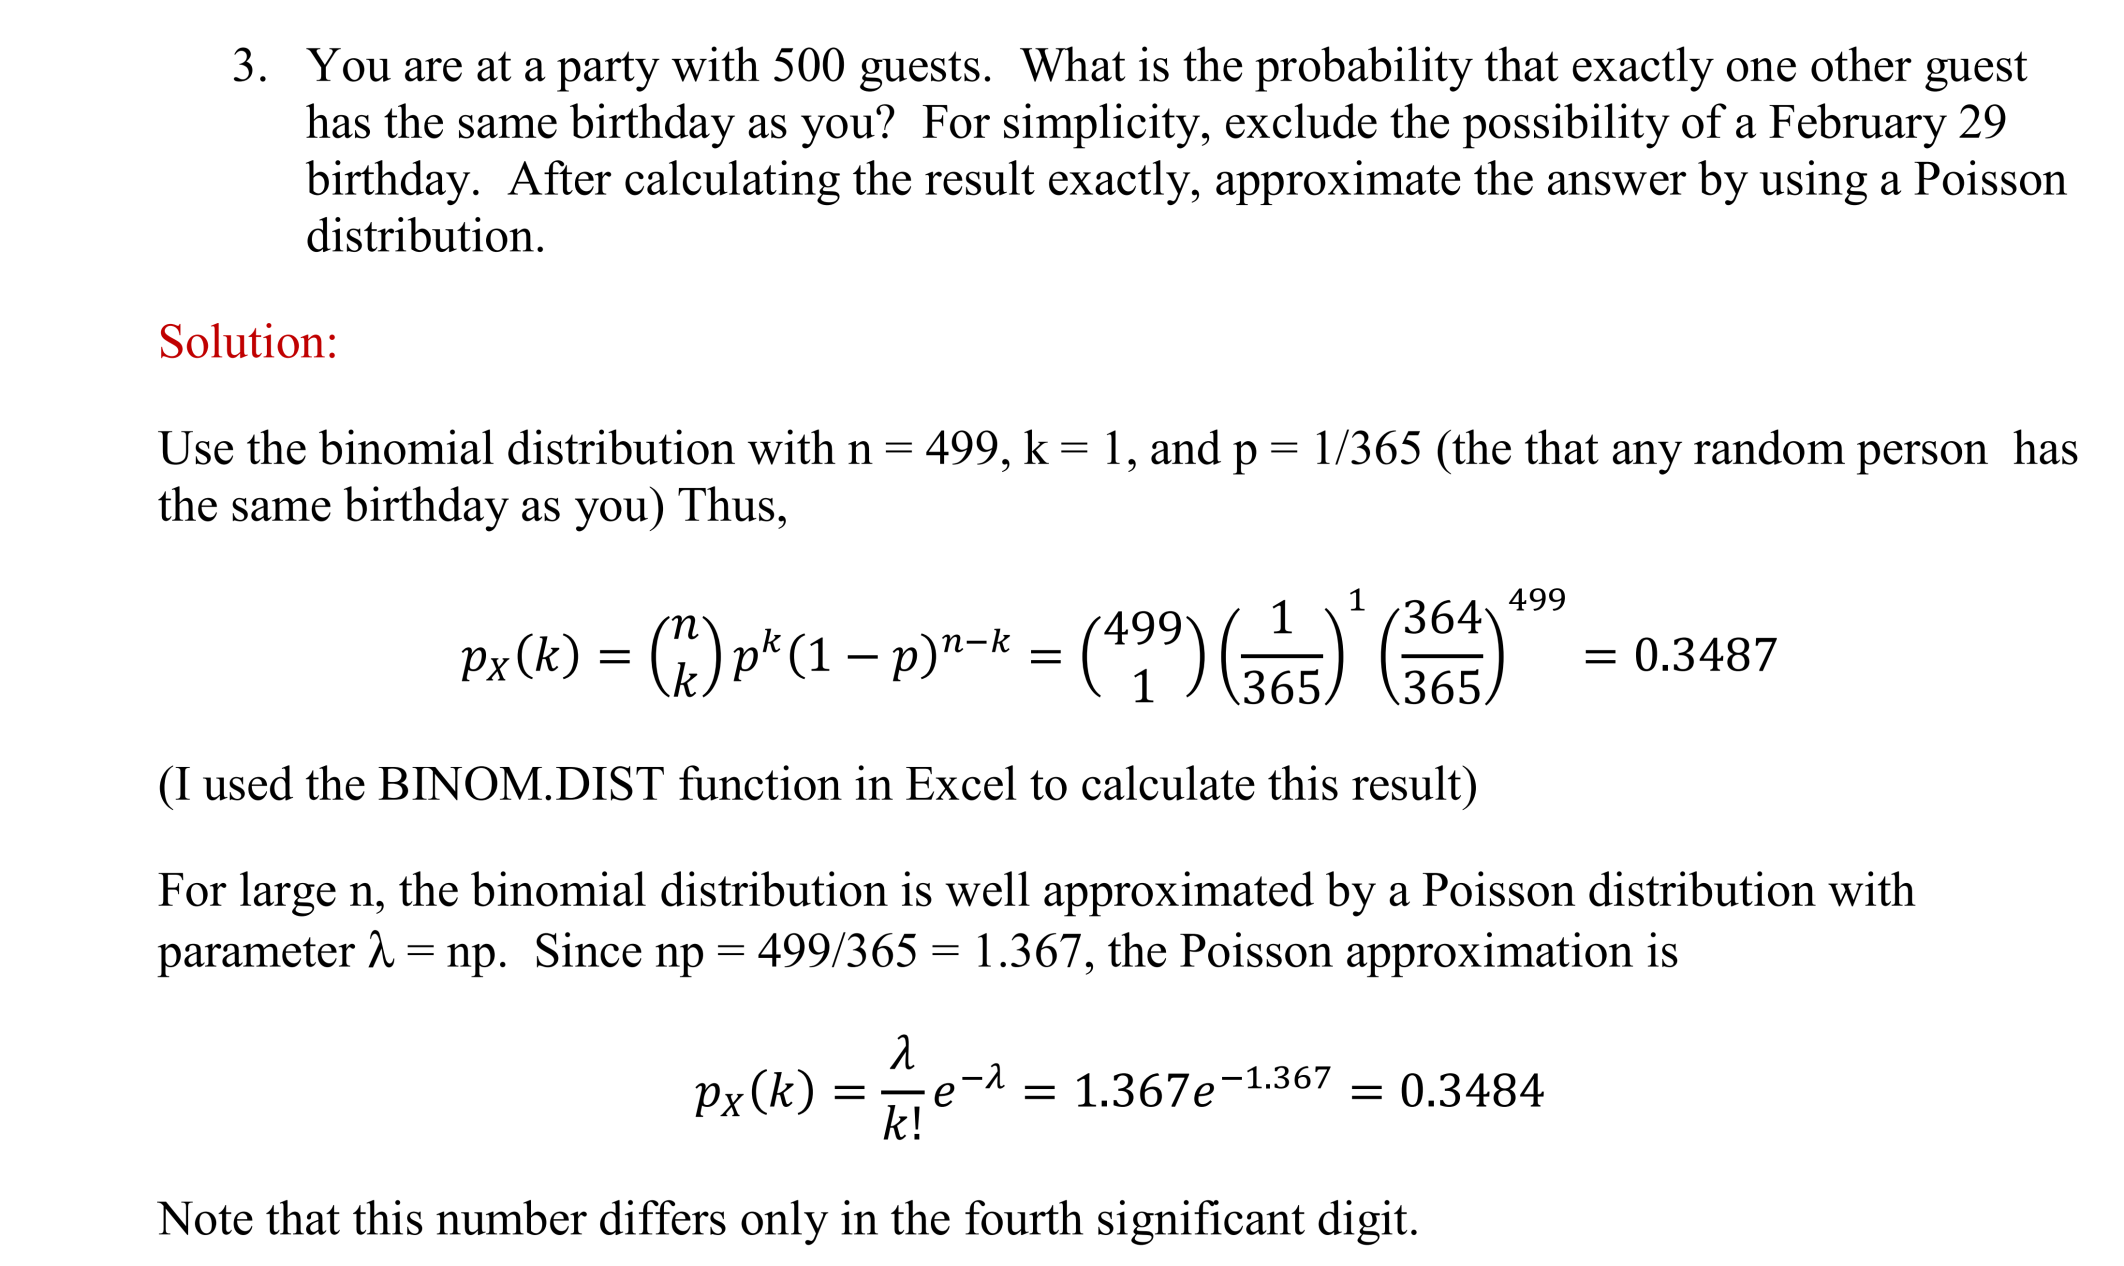 3. You are at a party with 500 guests. What is the probability that exactly one other guest
has the same birthday as you? For simplicity, exclude the possibility of a February 29
birthday. After calculating the result exactly, approximate the answer by using a Poisson
distribution.
Solution:
Use the binomial distribution with n = 499, k = 1, and p = 1/365 (the that any random person has
the same birthday as you) Thus,
$p_X(k) = \binom{n}{k} p^k (1 - p)^{n-k} = \binom{499}{1} \left(\frac{1}{365}\right)^1 \left(\frac{364}{365}\right)^{499} = 0.3487$
(I used the BINOM.DIST function in Excel to calculate this result)
For large n, the binomial distribution is well approximated by a Poisson distribution with
parameter λ = np. Since np = 499/365 = 1.367, the Poisson approximation is
$p_X(k) = \frac{\lambda}{k!} e^{-\lambda} = 1.367e^{-1.367} = 0.3484$
Note that this number differs only in the fourth significant digit.